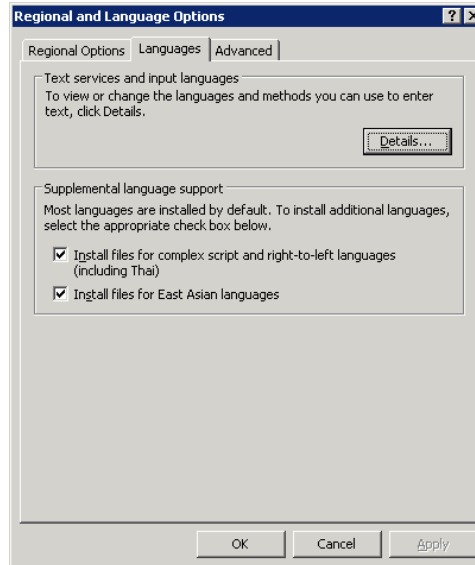 Regional and Language Options
Regional Options Languages Advanced
Text services and input languages
To view or change the languages and methods you can use to enter
text, click Details.
Details...
Supplemental language support
Most languages are installed by default. To install additional languages,
select the appropriate check box below.
Install files for complex script and right-to-left languages
(including Thai)
Install files for East Asian languages
OK Cancel Apply